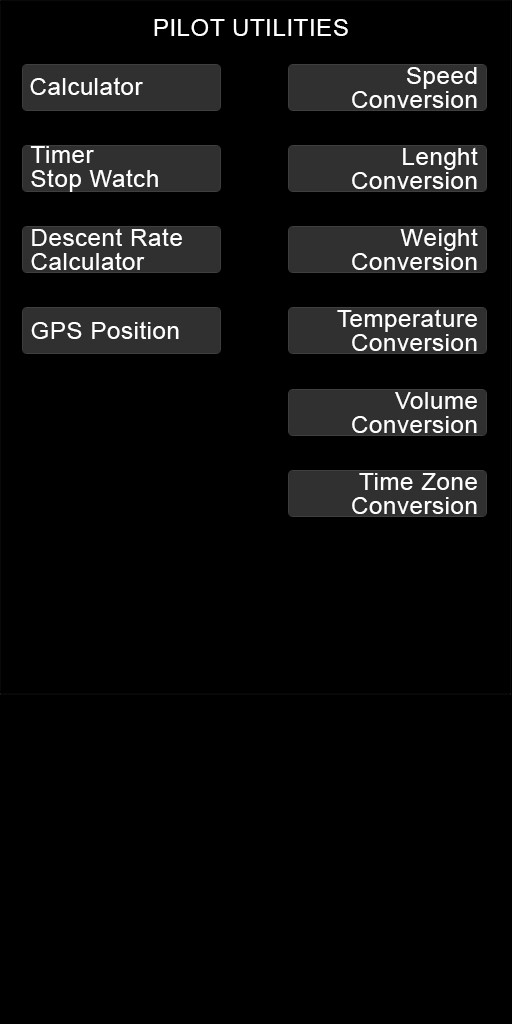 PILOT UTILITIES
Calculator
Speed
Conversion
Timer
Stop Watch
Lenght
Conversion
Descent Rate
Calculator
Weight
Conversion
GPS Position
Temperature
Conversion
Volume
Conversion
Time Zone
Conversion